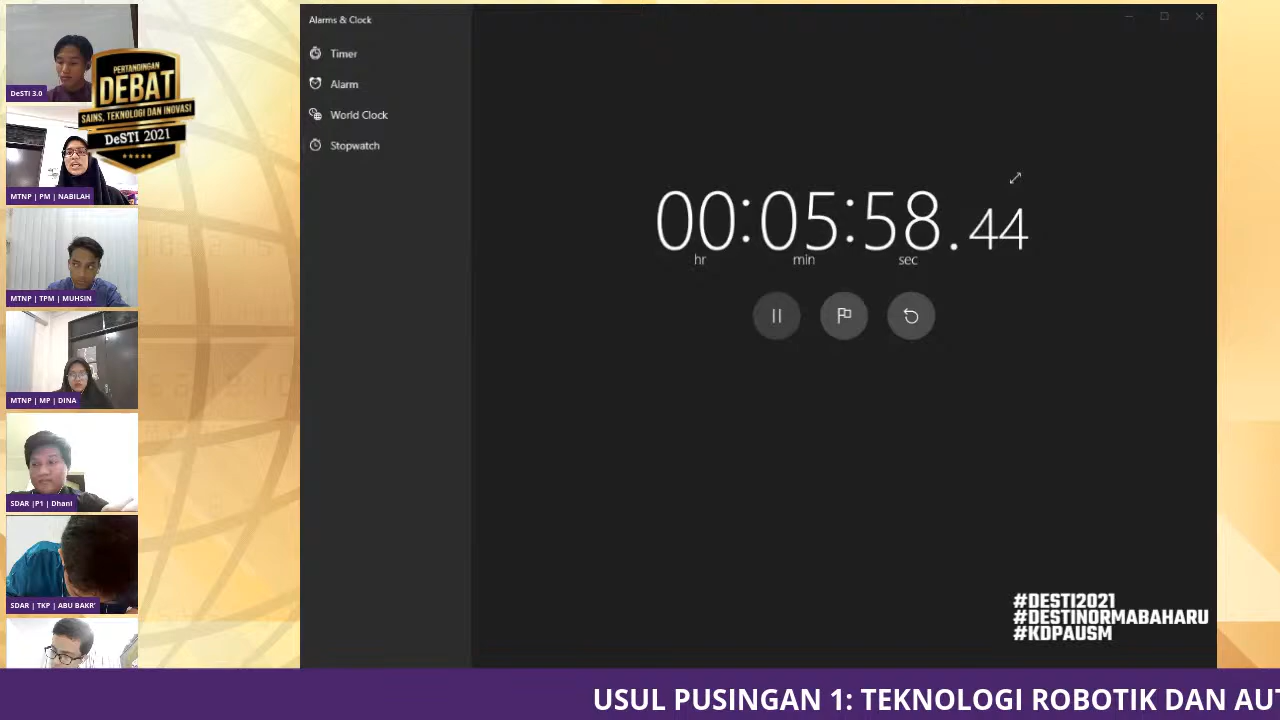 DeSTI 3.0
PERTANDINGAN
DEBAT
SAINS, TEKNOLOGI DAN INOVASI
DeSTI 2021
MTNP | PM | NABILAH
MTNP | TPM | MUHSIN
MTNP | MP | DINA
SDAR |P1 | Dhani
SDAR | TKP | ABU BAKR'
Alarms & Clock
Timer
Alarm
World Clock
Stopwatch
00:05:58.44
hr min sec
#DESTI2021
#DESTINORMABAHARU
#KDPAUSM
USUL PUSINGAN 1: TEKNOLOGI ROBOTIK DAN AUT